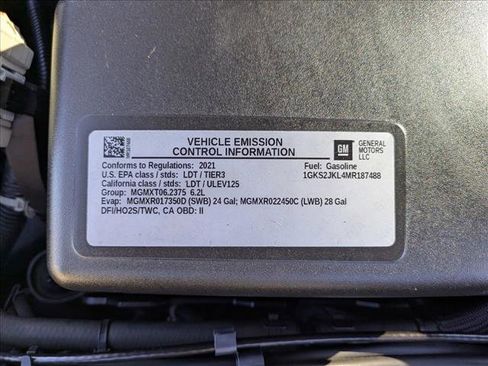 VEHICLE EMISSION
CONTROL INFORMATION
GM
GENERAL
MOTORS
LLC
Conforms to Regulations: 2021
Fuel: Gasoline
U.S. EPA class / stds: LDT / TIER3
1GKS2JKL4MR187488
California class / stds: LDT / ULEV125
Group: MGMXT06.2375 6.2L
Evap: MGMXR017350D (SWB) 24 Gal; MGMXR022450C (LWB) 28 Gal
DFI/HO2S/TWC, CA OBD: II